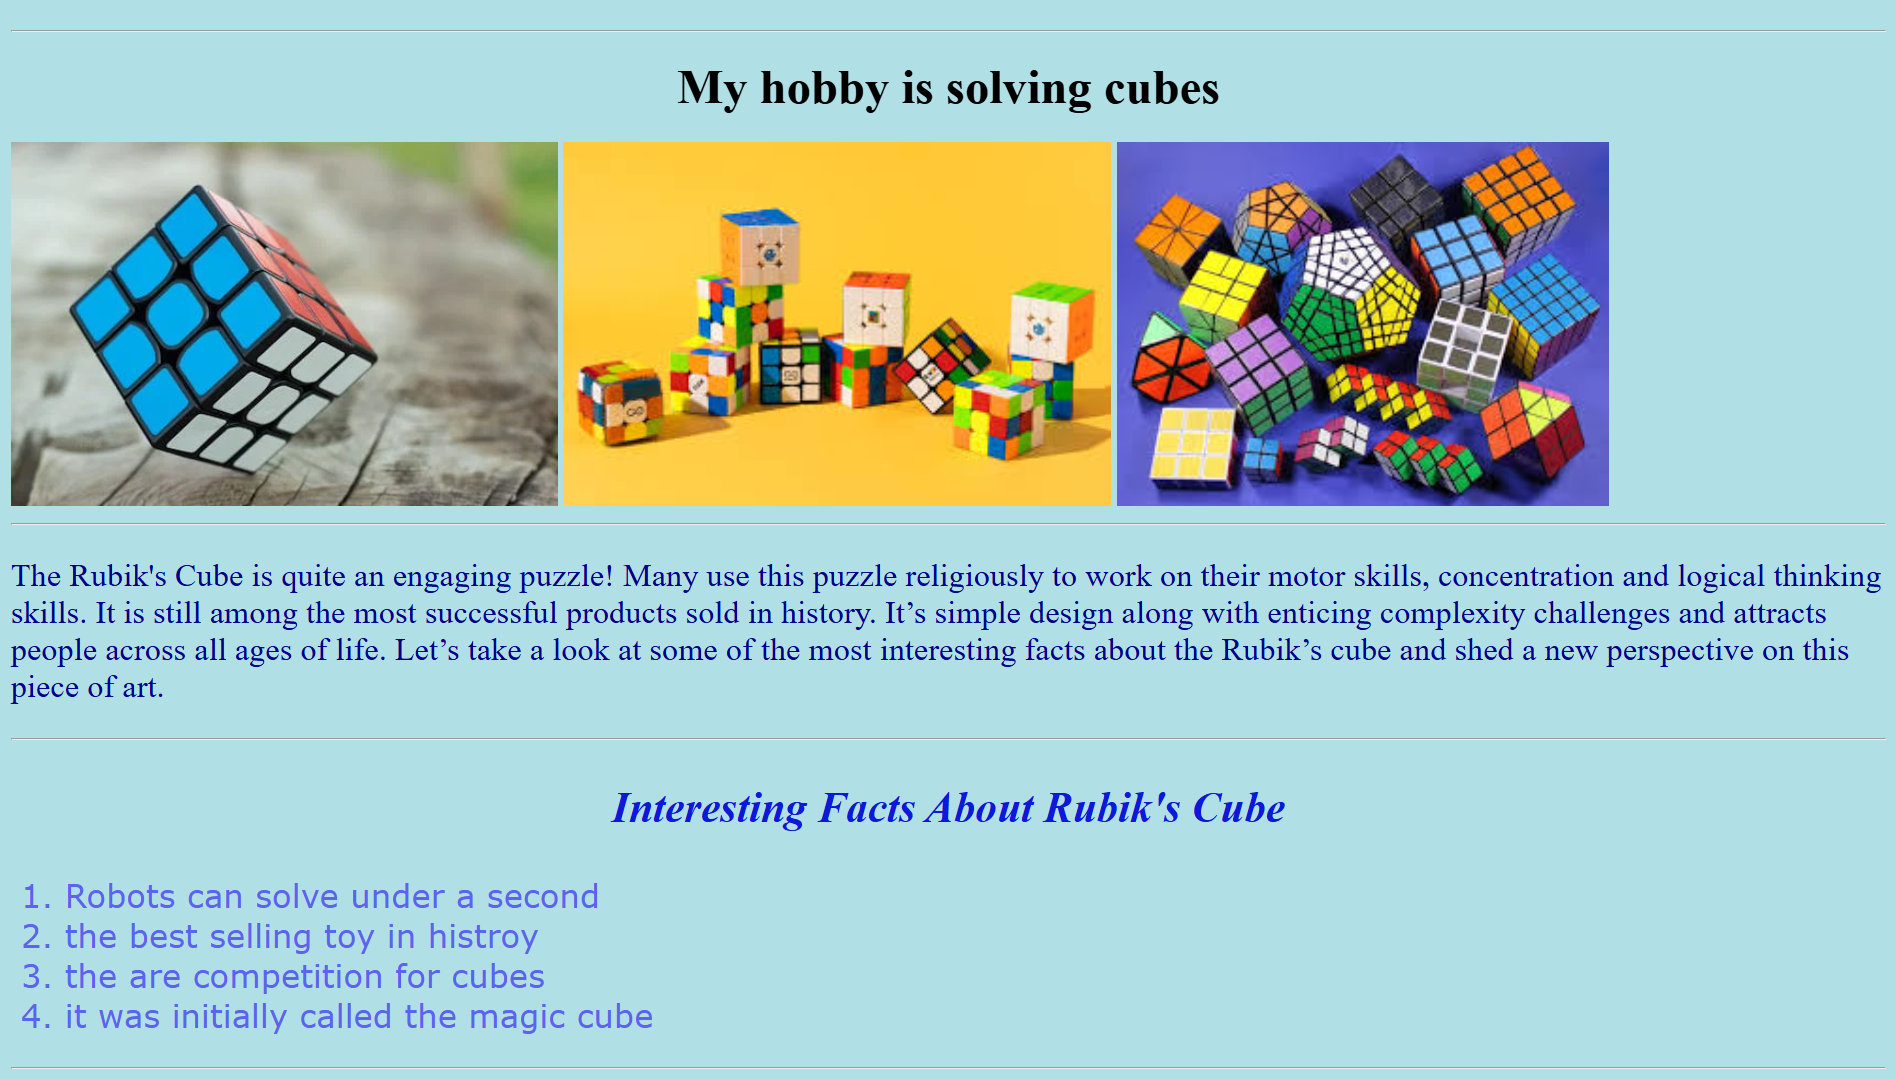 My hobby is solving cubes
The Rubik's Cube is quite an engaging puzzle! Many use this puzzle religiously to work on their motor skills, concentration and logical thinking
skills. It is still among the most successful products sold in history. It’s simple design along with enticing complexity challenges and attracts
people across all ages of life. Let’s take a look at some of the most interesting facts about the Rubik’s cube and shed a new perspective on this
piece of art.
Interesting Facts About Rubik's Cube
1. Robots can solve under a second
2. the best selling toy in histroy
3. the are competition for cubes
4. it was initially called the magic cube